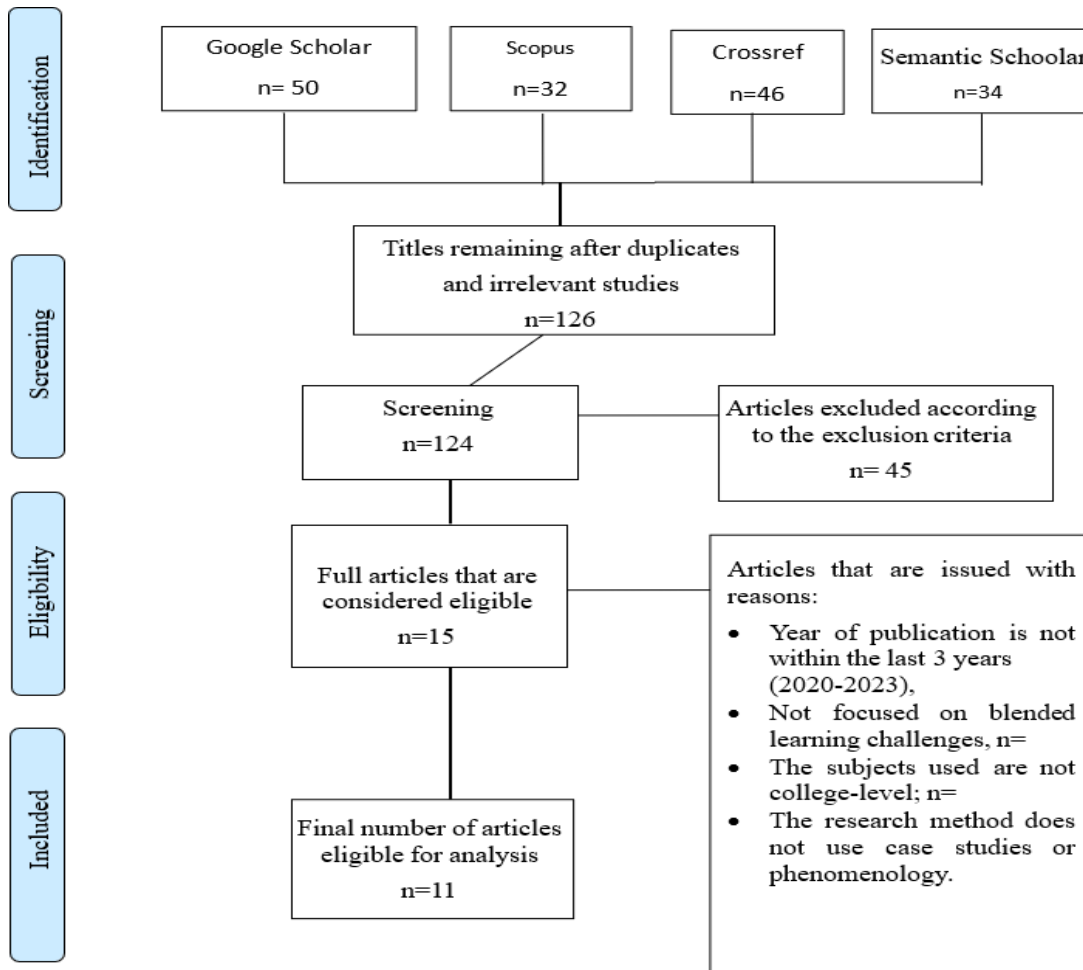 Identification
Google Scholar
n= 50
Scopus
n=32
Crossref
n=46
Semantic Schoolar
n=34
Screening
Titles remaining after duplicates
and irrelevant studies
n=126
Screening
n=124
Articles excluded according
to the exclusion criteria
n= 45
Eligibility
Full articles that are
considered eligible
n=15
Articles that are issued with
reasons:
• Year of publication is not
within the last 3 years
(2020-2023),
• Not focused on blended
learning challenges, n=
• The subjects used are not
college-level; n=
• The research method does
not use case studies or
phenomenology.
Included
Final number of articles
eligible for analysis
n=11